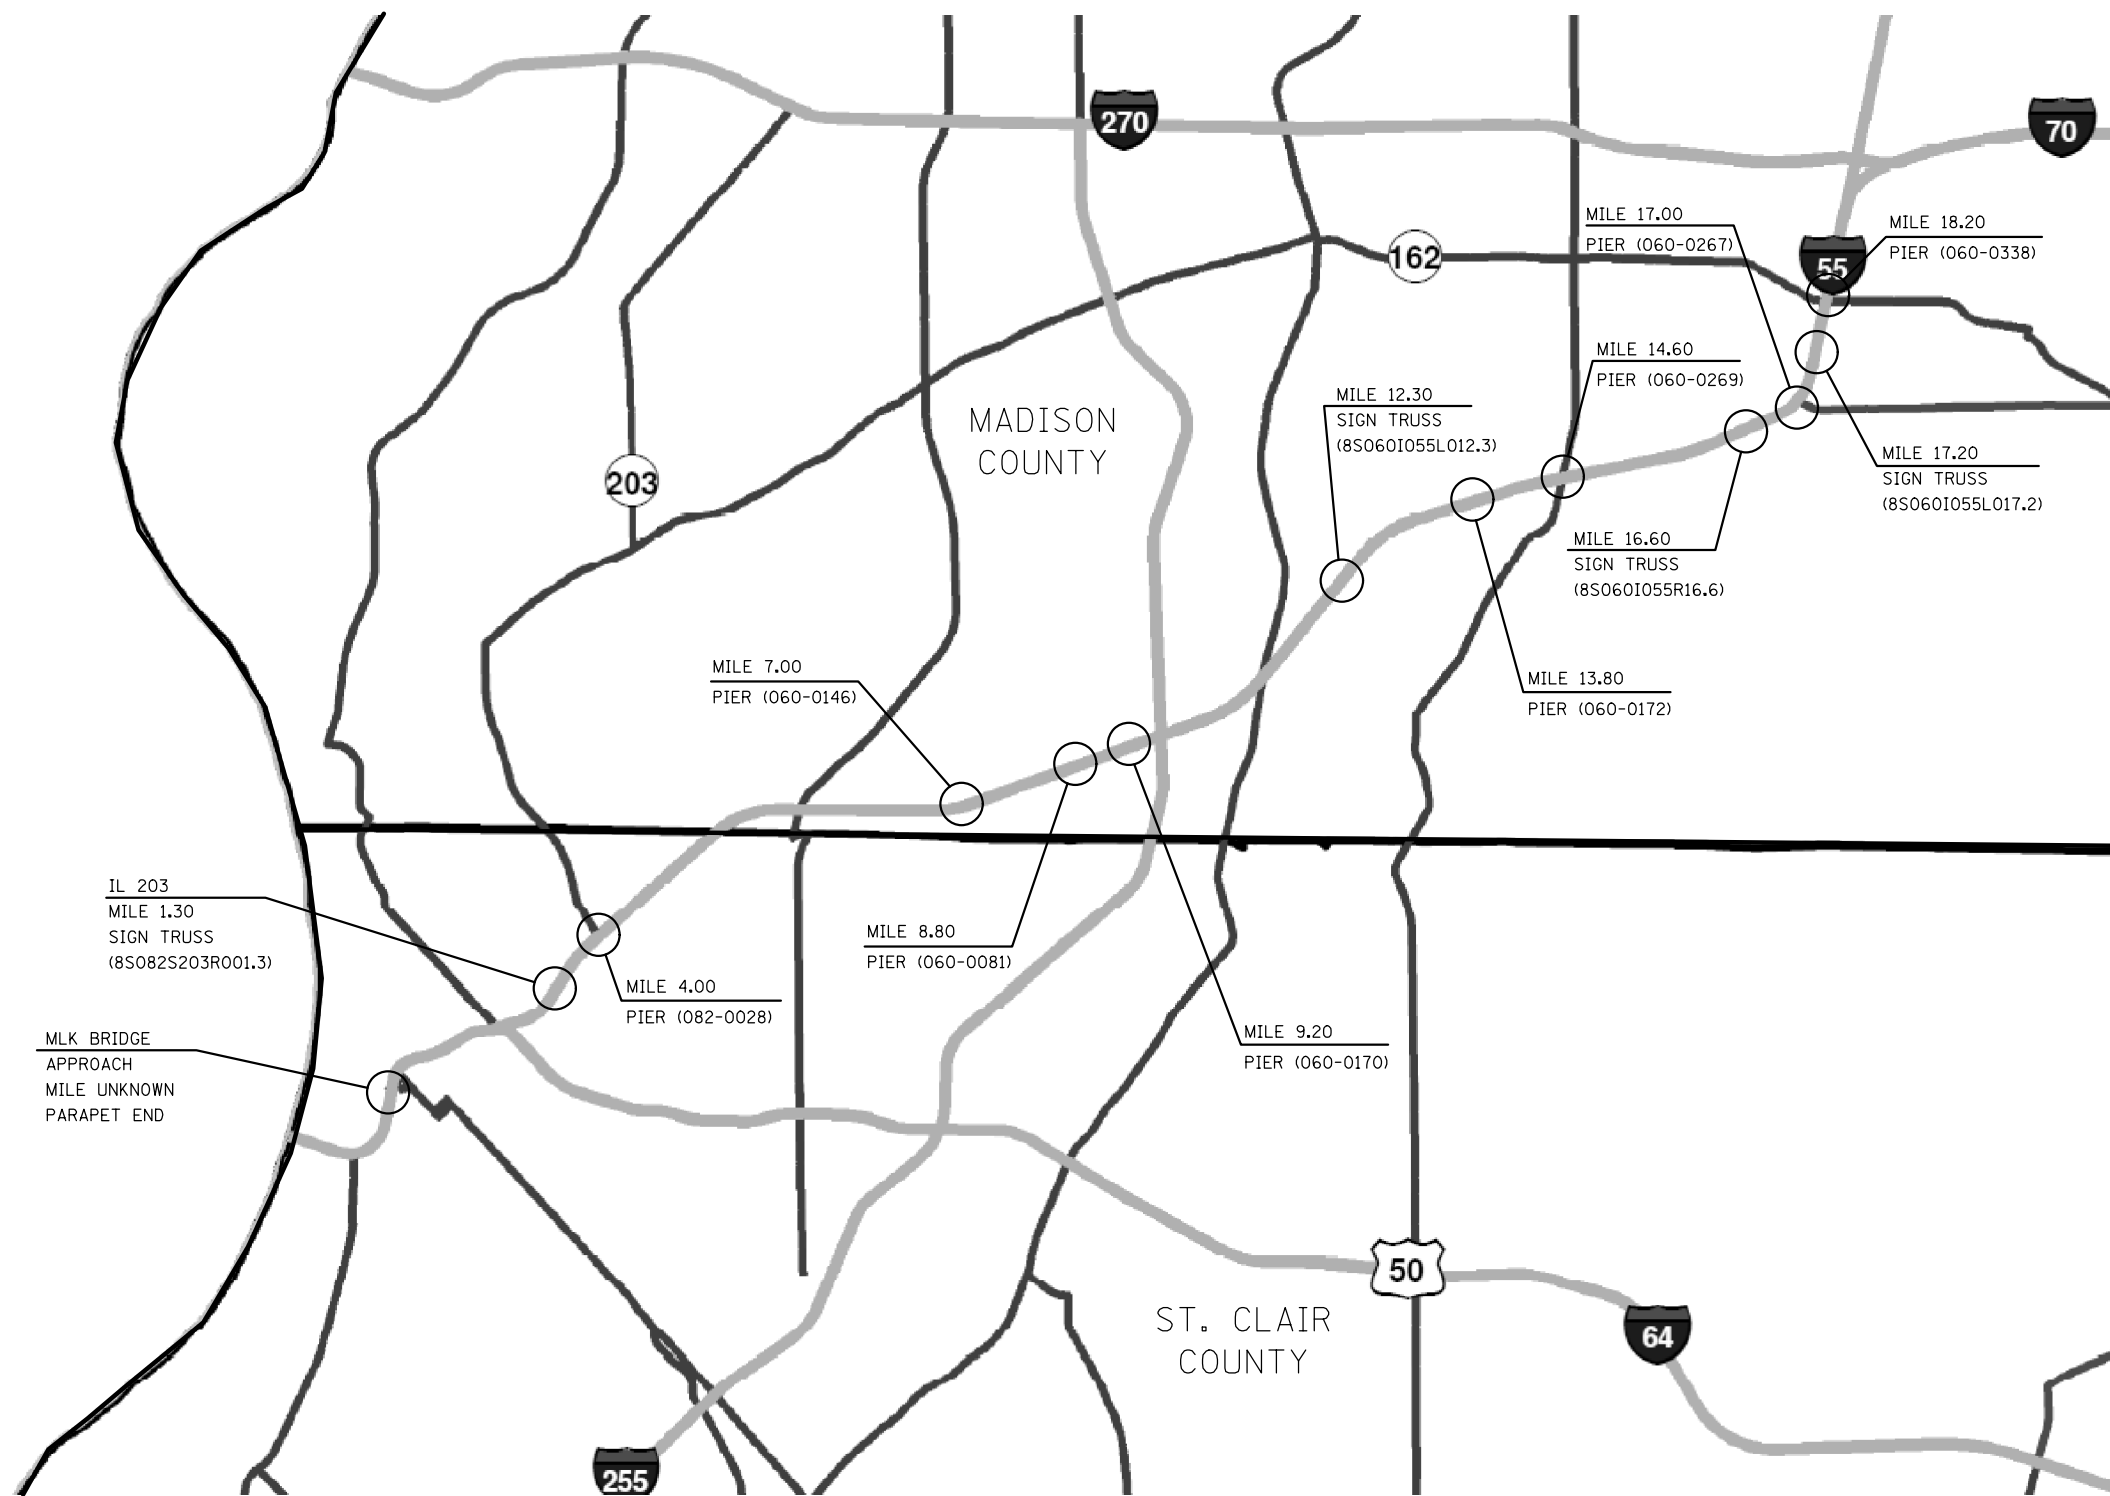 270
70
MILE 17.00
PIER (060-0267)
MILE 18.20
PIER (060-0338)
162
55
MILE 14.60
PIER (060-0269)
MILE 12.30
SIGN TRUSS
(8S060I055L012.3)
MADISON
COUNTY
203
MILE 17.20
SIGN TRUSS
(8S060I055L017.2)
MILE 16.60
SIGN TRUSS
(8S060I055R16.6)
MILE 7.00
PIER (060-0146)
MILE 13.80
PIER (060-0172)
IL 203
MILE 1.30
SIGN TRUSS
(8S082S203R001.3)
MILE 8.80
PIER (060-0081)
MILE 4.00
PIER (082-0028)
MILE 9.20
PIER (060-0170)
MLK BRIDGE
APPROACH
MILE UNKNOWN
PARAPET END
50
ST. CLAIR
COUNTY
64
255